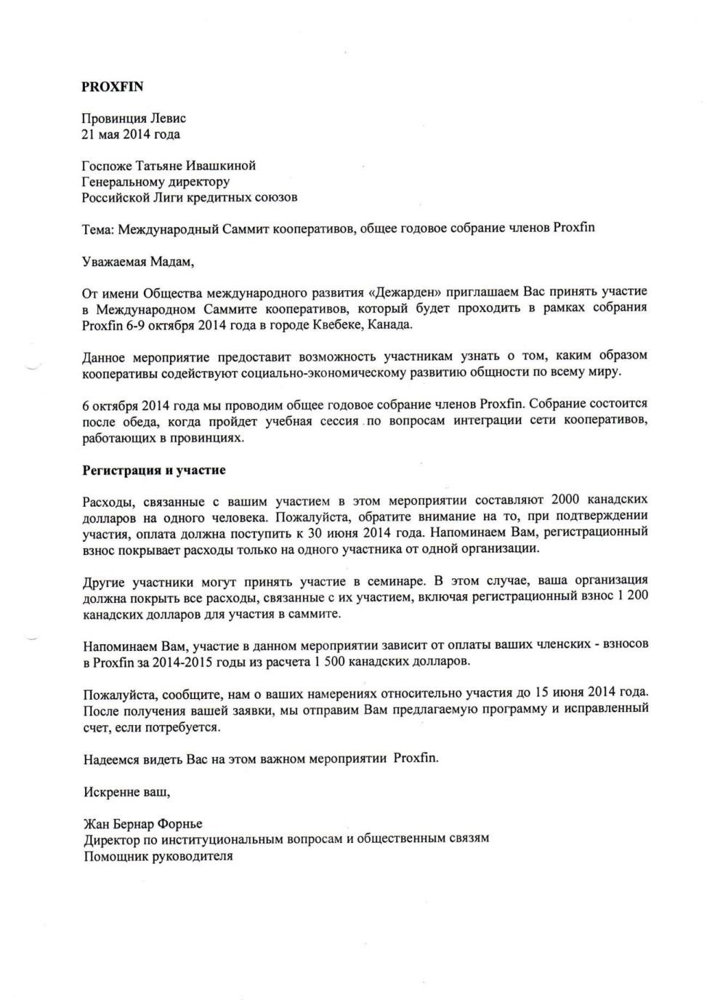 PROXFIN
Провинция Левис
21 мая 2014 года
Госпоже Татьяне Ивашкиной
Генеральному директору
Российской Лиги кредитных союзов
Тема: Международный Саммит кооперативов, общее годовое собрание членов Proxfin
Уважаемая Мадам,
От имени Общества международного развития «Дежарден» приглашаем Вас принять участие
в Международном Саммите кооперативов, который будет проходить в рамках собрания
Proxfin 6-9 октября 2014 года в городе Квебеке, Канада.
Данное мероприятие предоставит возможность участникам узнать о том, каким образом
кооперативы содействуют социально-экономическому развитию общности по всему миру.
6 октября 2014 года мы проводим общее годовое собрание членов Proxfin. Собрание состоится
после обеда, когда пройдет учебная сессия по вопросам интеграции сети кооперативов,
работающих в провинциях.
Регистрация и участие
Расходы, связанные с вашим участием в этом мероприятии составляют 2000 канадских
долларов на одного человека. Пожалуйста, обратите внимание на то, при подтверждении
участия, оплата должна поступить к 30 июня 2014 года. Напоминаем Вам, регистрационный
взнос покрывает расходы только на одного участника от одной организации.
Другие участники могут принять участие в семинаре. В этом случае, ваша организация
должна покрыть все расходы, связанные с их участием, включая регистрационный взнос 1 200
канадских долларов для участия в саммите.
Напоминаем Вам, участие в данном мероприятии зависит от оплаты ваших членских - взносов
в Proxfin за 2014-2015 годы из расчета 1 500 канадских долларов.
Пожалуйста, сообщите, нам о ваших намерениях относительно участия до 15 июня 2014 года.
После получения вашей заявки, мы отправим Вам предлагаемую программу и исправленный
счет, если потребуется.
Надеемся видеть Вас на этом важном мероприятии Proxfin.
Искренне ваш,
Жан Бернар Форнье
Директор по институциональным вопросам и общественным связям
Помощник руководителя